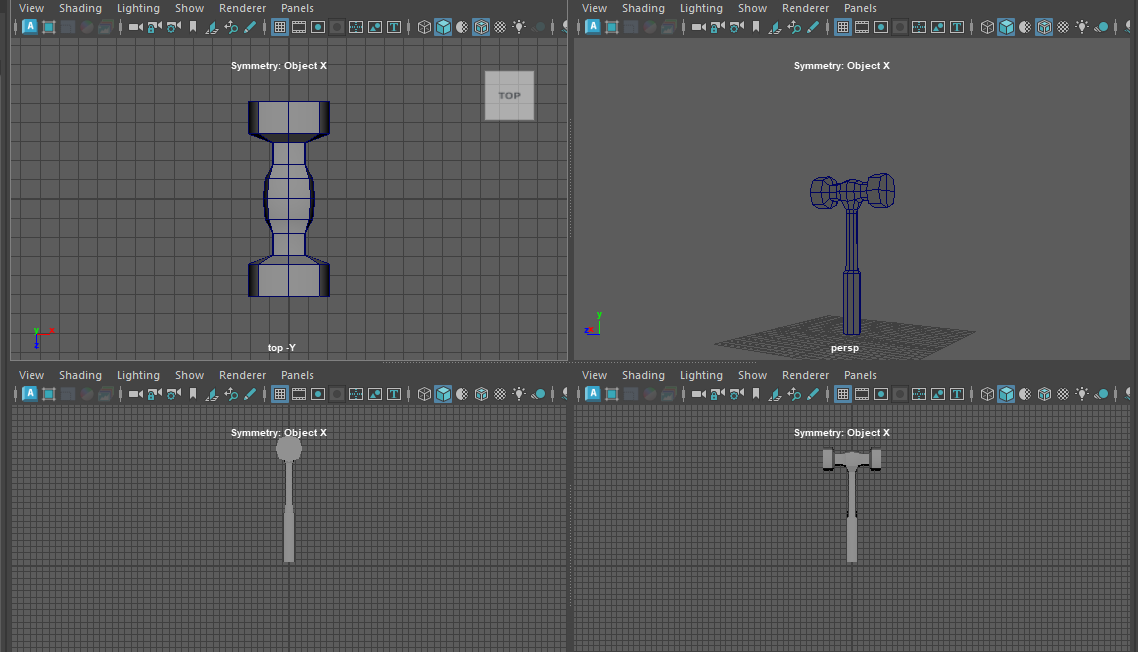 View Shading Lighting Show Renderer Panels
A T
Symmetry: Object X
TOP
y x
z
top -Y
View Shading Lighting Show Renderer Panels
A T
Symmetry: Object X
y
z x
persp
View Shading Lighting Show Renderer Panels
A T
Symmetry: Object X
View Shading Lighting Show Renderer Panels
A T
Symmetry: Object X